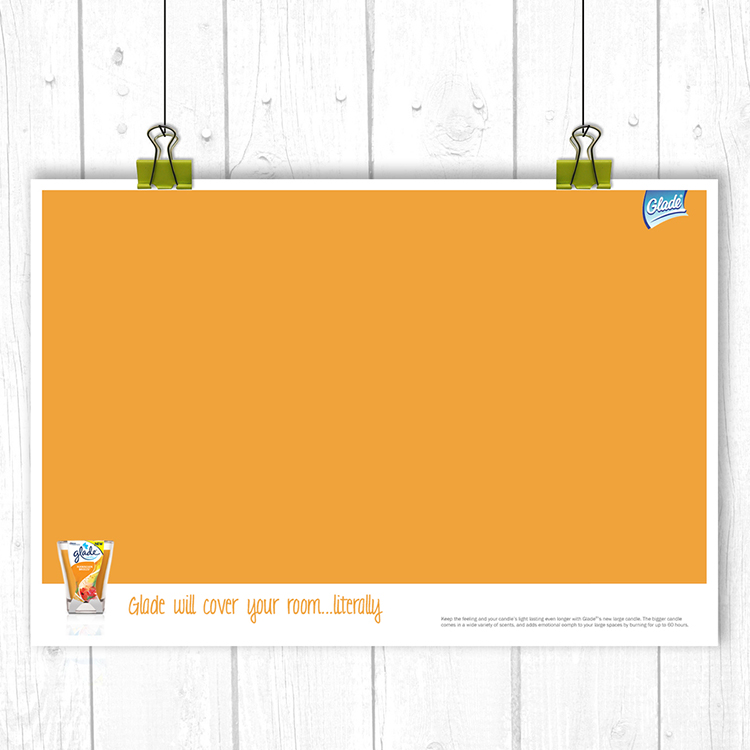 Glade®
glade
NEW
Glade will cover your room...literally
Keep the feeling and your candle's light lasting even longer with Glade™'s new large candle. The bigger candle
comes in a wide variety of scents, and adds emotional oomph to your large spaces by burning for up to 60 hours.